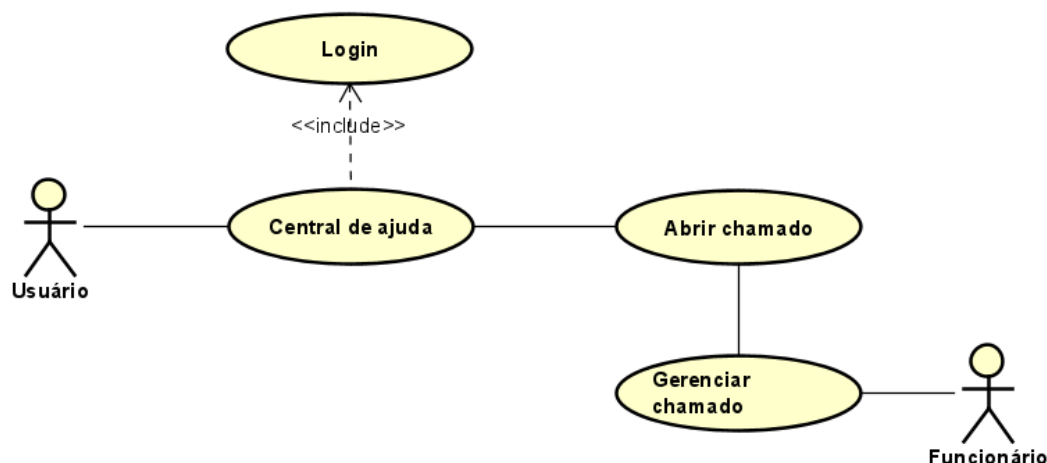 Login
<<include>>
Central de ajuda
Abrir chamado
Usuário
Gerenciar
chamado
Funcionário